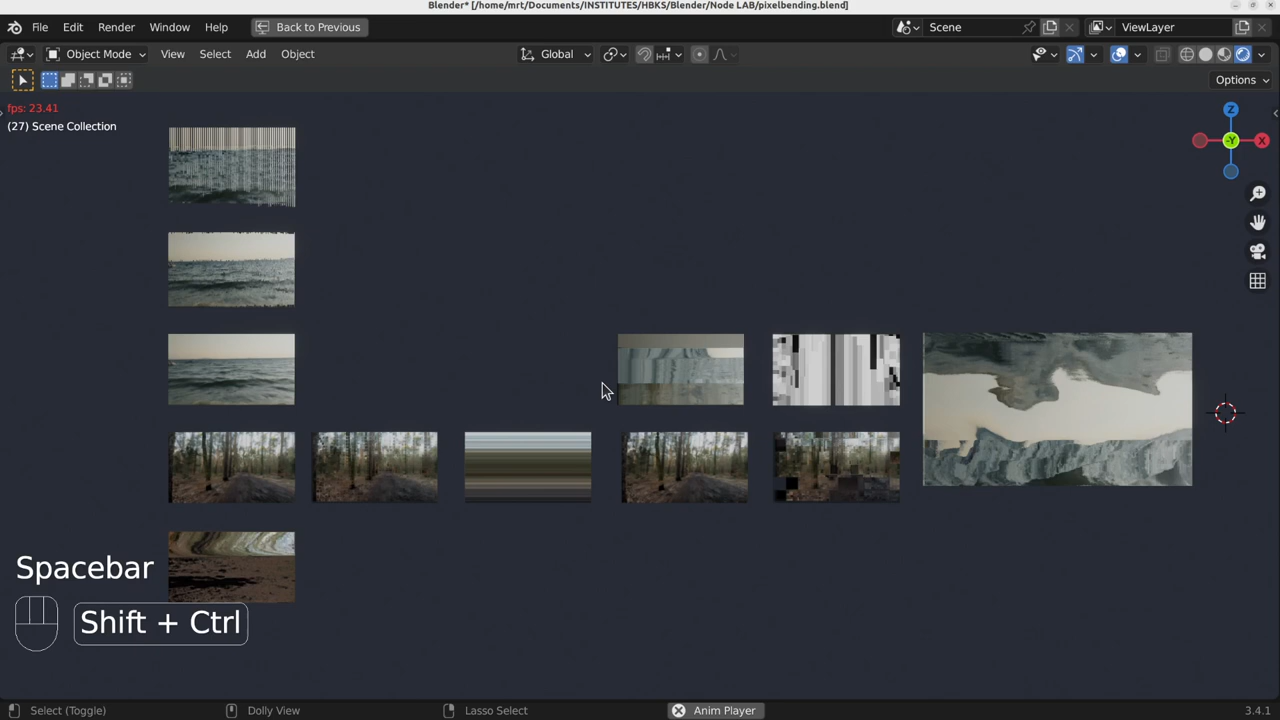 Blender* [/home/mrt/Documents/INSTITUTES/HBKS/Blender/Node LAB/pixelbending.blend]
File Edit Render Window Help Back to Previous Scene ViewLayer
Object Mode View Select Add Object Global
Options
fps: 23.41
(27) Scene Collection
Z
-Y X
Spacebar
Shift + Ctrl
Select (Toggle) Dolly View Lasso Select Anim Player 3.4.1